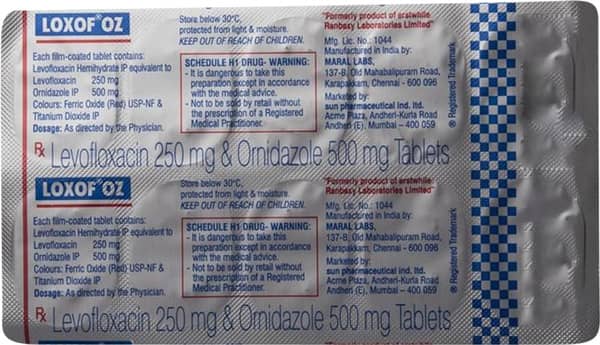 LOXOF® OZ
Each film-coated tablet contains:
Levofloxacin Hemihydrate IP equivalent to
Levofloxacin 250 mg
Ornidazole IP 500 mg
Colours: Ferric Oxide (Red) USP-NF &
Titanium Dioxide IP
Dosage: As directed by the Physician.
Store below 30°C,
protected from light & moisture.
KEEP OUT OF REACH OF CHILDREN.
SCHEDULE H1 DRUG- WARNING:
- It is dangerous to take this
preparation except in accordance
with the medical advice.
- Not to be sold by retail without
the prescription of a Registered
Medical Practitioner.
"Formerly product of erstwhile
Ranbaxy Laboratories Limited"
Mfg. Lic. No.: 1044
Manufactured in India by:
MARAL LABS,
137-B, Old Mahabalipuram Road,
Karapakkam, Chennai - 600 096
Marketed by:
sun pharmaceutical ind. ltd.
Acme Plaza, Andheri-Kurla Road
Andheri (E), Mumbai – 400 059
® Registered Trademark
Rx Levofloxacin 250 mg & Ornidazole 500 mg Tablets
LOXOF® OZ
Each film-coated tablet contains:
Levofloxacin Hemihydrate IP equivalent to
Levofloxacin 250 mg
Ornidazole IP 500 mg
Colours: Ferric Oxide (Red) USP-NF &
Titanium Dioxide IP
Dosage: As directed by the Physician.
Store below 30°C,
protected from light & moisture.
KEEP OUT OF REACH OF CHILDREN.
SCHEDULE H1 DRUG- WARNING:
- It is dangerous to take this
preparation except in accordance
with the medical advice.
- Not to be sold by retail without
the prescription of a Registered
Medical Practitioner.
"Formerly product of erstwhile
Ranbaxy Laboratories Limited"
Mfg. Lic. No.: 1044
Manufactured in India by:
MARAL LABS,
137-B, Old Mahabalipuram Road,
Karapakkam, Chennai - 600 096
Marketed by:
sun pharmaceutical ind. ltd.
Acme Plaza, Andheri-Kurla Road
Andheri (E), Mumbai – 400 059
® Registered Trademark
Rx Levofloxacin 250 mg & Ornidazole 500 mg Tablets